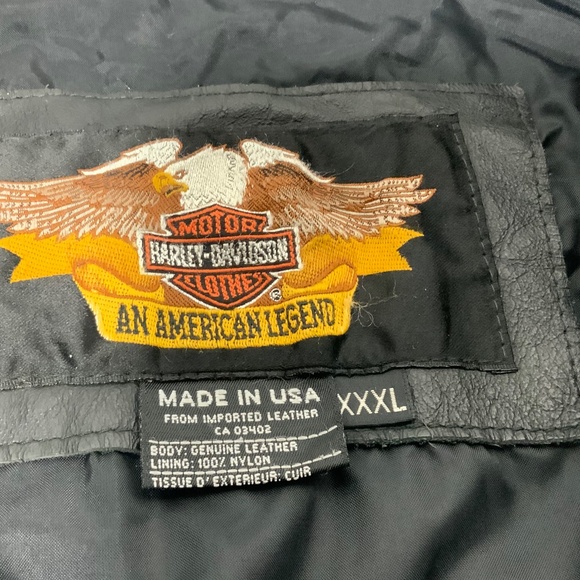 MOTOR
HARLEY-DAVIDSON
CLOTHES
®
AN AMERICAN LEGEND
MADE IN USA
FROM IMPORTED LEATHER
CA 03402
BODY: GENUINE LEATHER
LINING: 100% NYLON
TISSUE D'EXTERIEUR: CUIR
XXXL